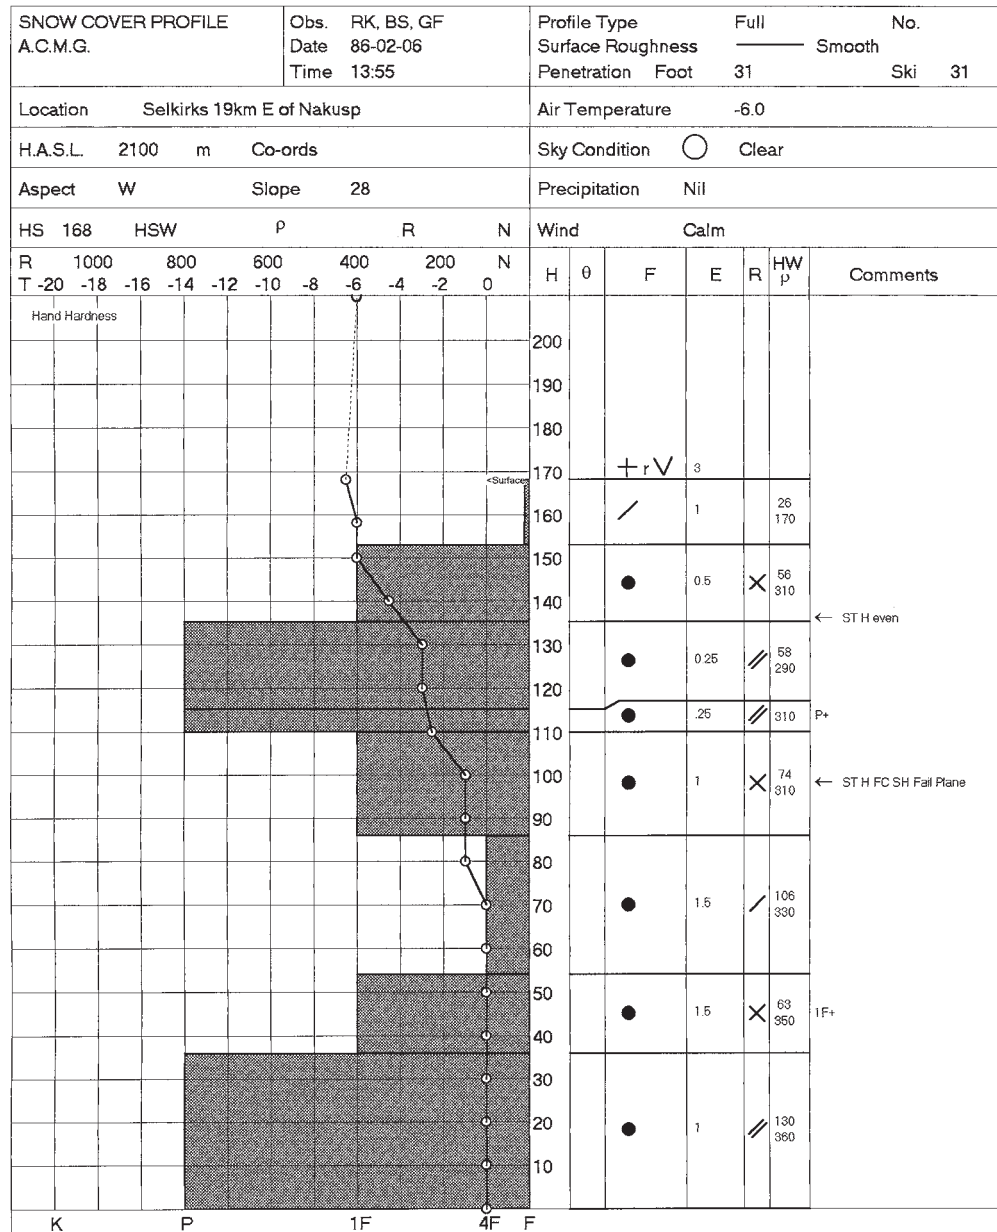 SNOW COVER PROFILE Obs. RK, BS, GF Profile Type Full No.
A.C.M.G. Date 86-02-06 Surface Roughness Smooth
Time 13:55 Penetration Foot 31 Ski 31
Location Selkirks 19km E of Nakusp Air Temperature -6.0
H.A.S.L. 2100 m Co-ords Sky Condition Clear
Aspect W Slope 28 Precipitation Nil
HS 168 HSW ρ R N Wind Calm
R 1000 800 600 400 200 N H θ F E R HW ρ Comments
T -20 -18 -16 -14 -12 -10 -8 -6 -4 -2 0
Hand Hardness
200
190
180
170 + r V 3
<Surface
160 / 1 26 170
150
0.5 56 310
140
← ST H even
130
0.25 58 290
120
.25 310 P+
110
100
1 74 310 ← ST H FC SH Fail Plane
90
80
70 1.5 106 330
60
50
1.5 63 350 1F+
40
30
20 1 130 360
10
K P 1F 4F F